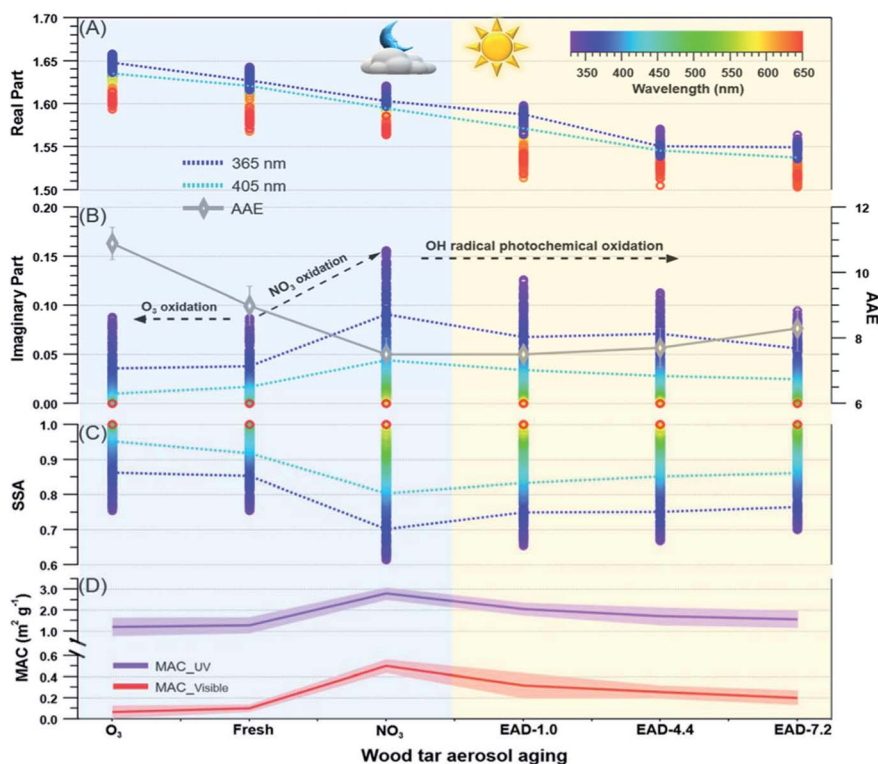 (A)
1.70
1.65
1.60
1.55
1.50
Real Part
365 nm
405 nm
AAE
350 400 450 500 550 600 650
Wavelength (nm)
(B)
0.20
0.15
0.10
0.05
0.00
Imaginary Part
O₃ oxidation
NO₃ oxidation
OH radical photochemical oxidation
12
10
8
6
AAE
(C)
1.0
0.9
0.8
0.7
0.6
SSA
(D)
3.0
2.0
1.0
0.6
0.4
0.2
0.0
MAC (m² g⁻¹)
MAC_UV
MAC_Visible
O₃ Fresh NO₃ EAD-1.0 EAD-4.4 EAD-7.2
Wood tar aerosol aging